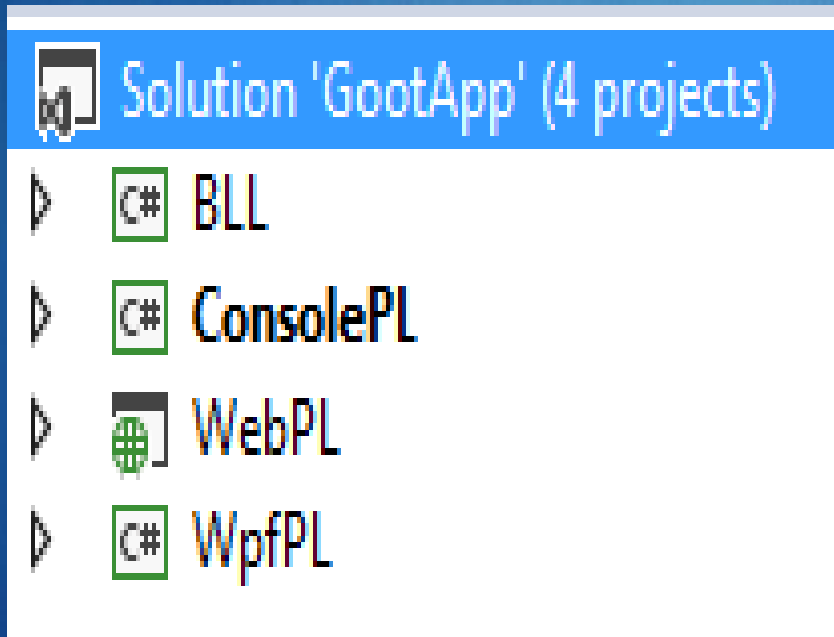 Solution 'GootApp' (4 projects)
C# BLL
C# ConsolePL
WebPL
C# WpfPL